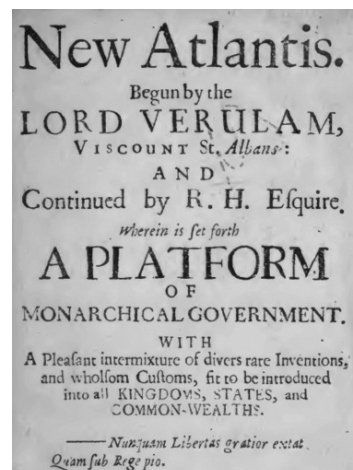 New Atlantis.
Begun by the
LORD VERULAM,
VISCOUNT St. Albans:
AND
Continued by R. H. Eſquire.
Wherein is ſet forth
A PLATFORM
OF
MONARCHICAL GOVERNMENT.
WITH
A Pleaſant intermixture of divers rare Inventions,
and wholſom Cuſtoms, fit to be introduced
into all KINGDOMS, STATES, and
COMMON-WEALTHS.
—— Nunquam Libertas gratior extat
Quam ſub Rege pio.